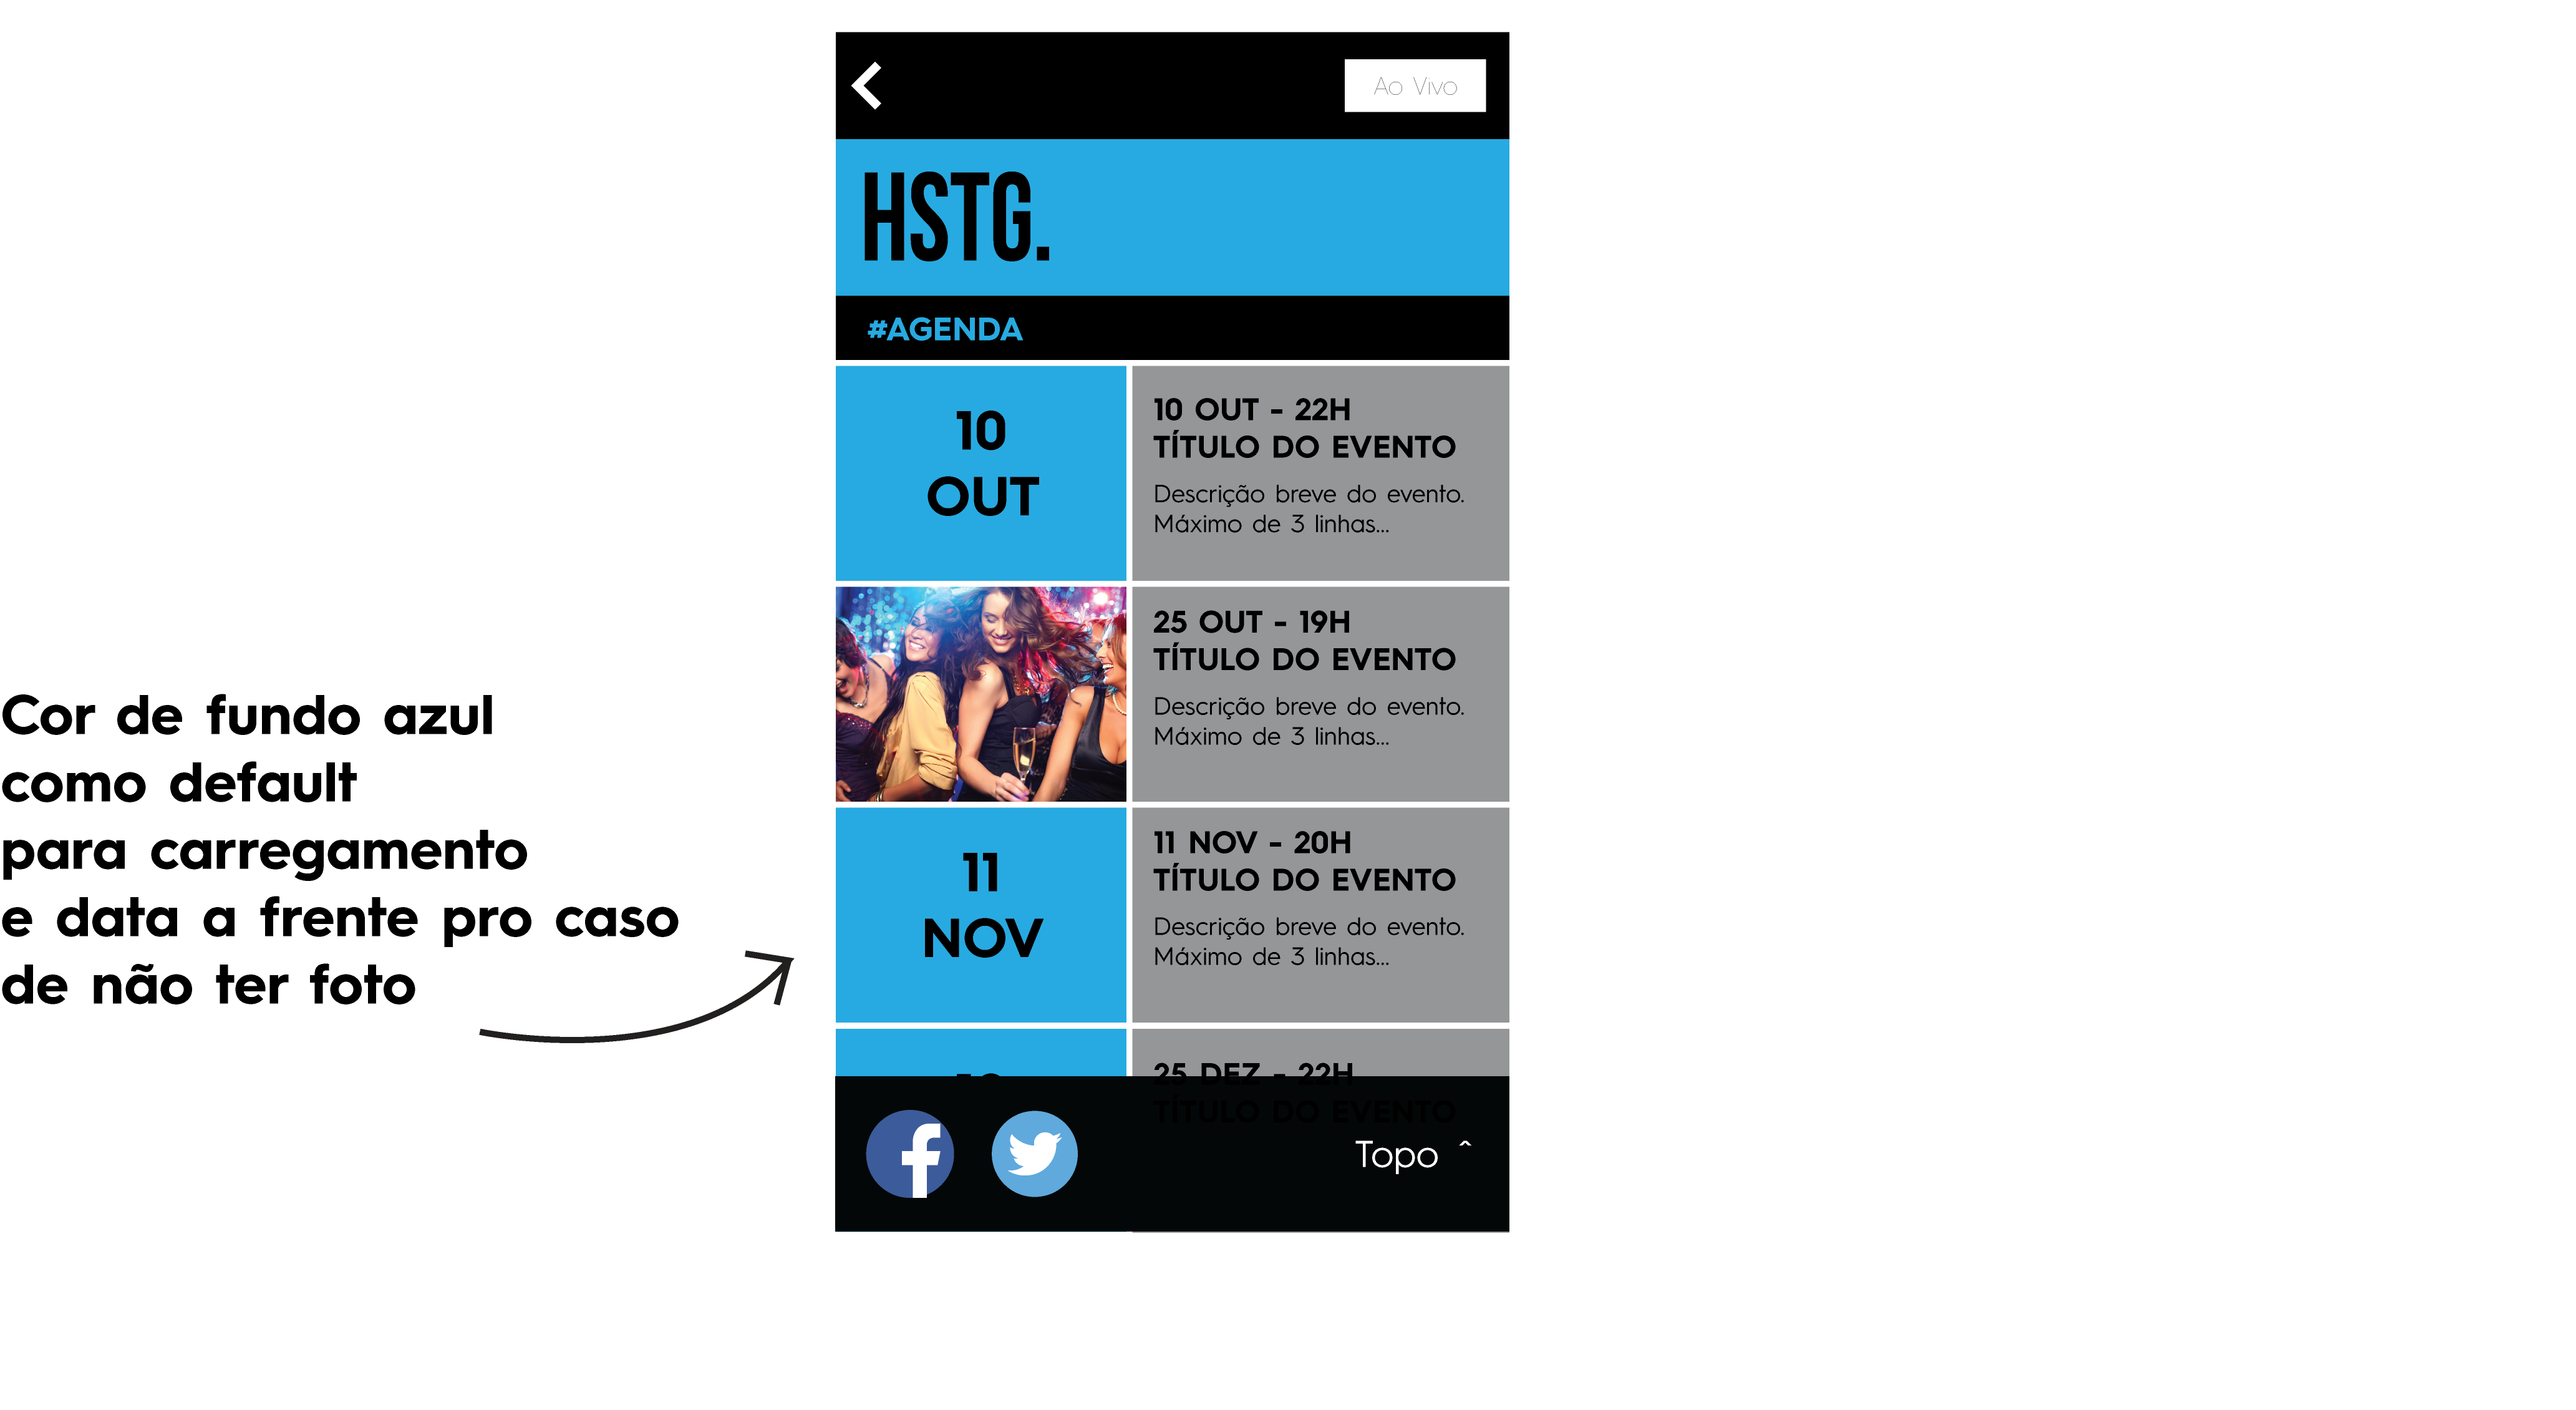 Ao Vivo
HSTG.
#AGENDA
10
OUT
10 OUT - 22H
TÍTULO DO EVENTO
Descrição breve do evento.
Máximo de 3 linhas...
25 OUT - 19H
TÍTULO DO EVENTO
Descrição breve do evento.
Máximo de 3 linhas...
Cor de fundo azul
como default
para carregamento
e data a frente pro caso
de não ter foto
11
NOV
11 NOV - 20H
TÍTULO DO EVENTO
Descrição breve do evento.
Máximo de 3 linhas...
25 DEZ - 22H
TÍTULO DO EVENTO
Topo ˆ